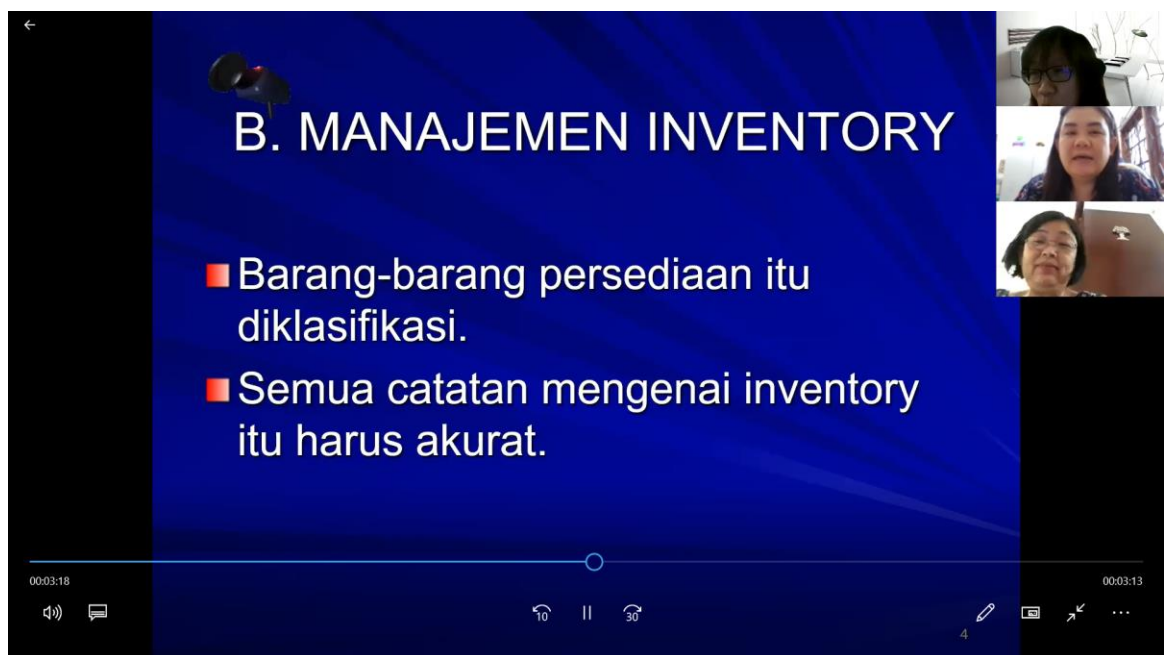 B. MANAJEMEN INVENTORY
Barang-barang persediaan itu
diklasifikasi.
Semua catatan mengenai inventory
itu harus akurat.
00:03:18
00:03:13
10
30
4